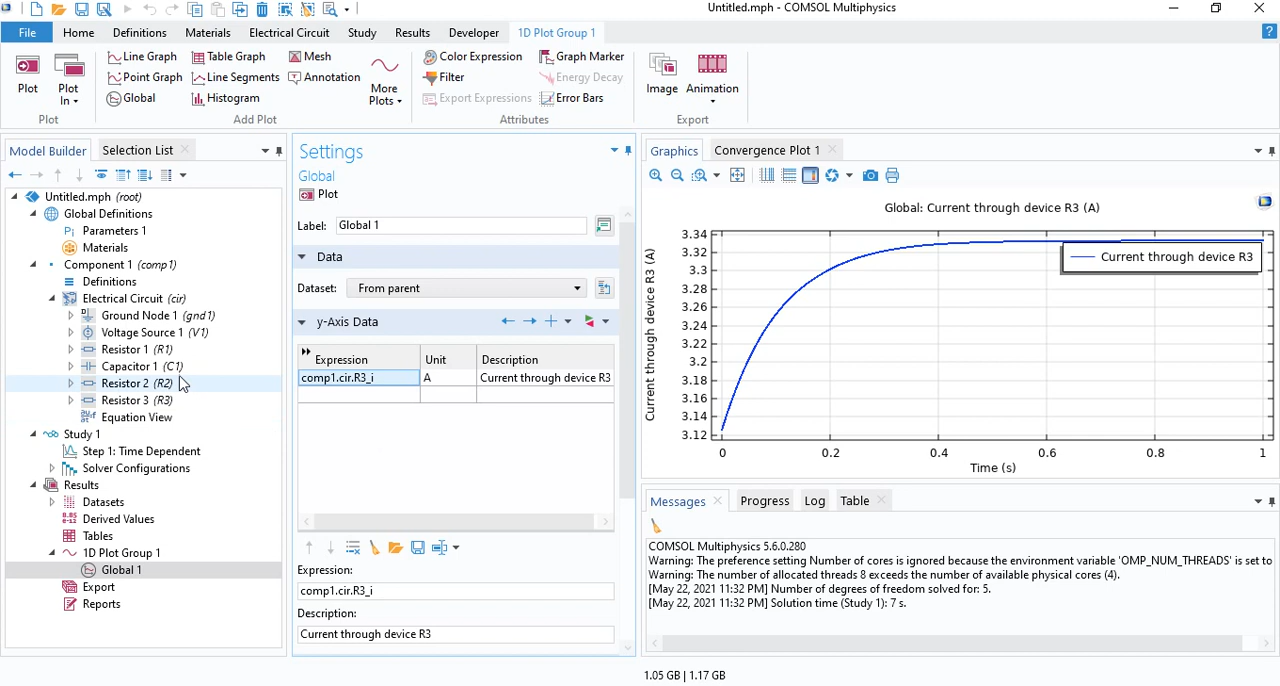 Untitled.mph - COMSOL Multiphysics
File Home Definitions Materials Electrical Circuit Study Results Developer 1D Plot Group 1
Plot
Plot In
Plot
Line Graph Table Graph Mesh
Point Graph Line Segments Annotation
Global Histogram
More Plots
Add Plot
Color Expression Graph Marker
Filter Energy Decay
Export Expressions Error Bars
Attributes
Image Animation
Export
Model Builder Selection List
Untitled.mph (root)
Global Definitions
Pi Parameters 1
Materials
Component 1 (comp1)
Definitions
Electrical Circuit (cir)
Ground Node 1 (gnd1)
Voltage Source 1 (V1)
Resistor 1 (R1)
Capacitor 1 (C1)
Resistor 2 (R2)
Resistor 3 (R3)
Equation View
Study 1
Step 1: Time Dependent
Solver Configurations
Results
Datasets
Derived Values
Tables
1D Plot Group 1
Global 1
Export
Reports
Settings
Global
Plot
Label: Global 1
Data
Dataset: From parent
y-Axis Data
Expression Unit Description
comp1.cir.R3_i A Current through device R3
Expression:
comp1.cir.R3_i
Description:
Current through device R3
Graphics Convergence Plot 1
Global: Current through device R3 (A)
Current through device R3 (A)
3.34
3.32
3.3
3.28
3.26
3.24
3.22
3.2
3.18
3.16
3.14
3.12
Current through device R3
0 0.2 0.4 0.6 0.8 1
Time (s)
Messages Progress Log Table
COMSOL Multiphysics 5.6.0.280
Warning: The preference setting Number of cores is ignored because the environment variable 'OMP_NUM_THREADS' is set to
Warning: The number of allocated threads 8 exceeds the number of available physical cores (4).
[May 22, 2021 11:32 PM] Number of degrees of freedom solved for: 5.
[May 22, 2021 11:32 PM] Solution time (Study 1): 7 s.
1.05 GB | 1.17 GB